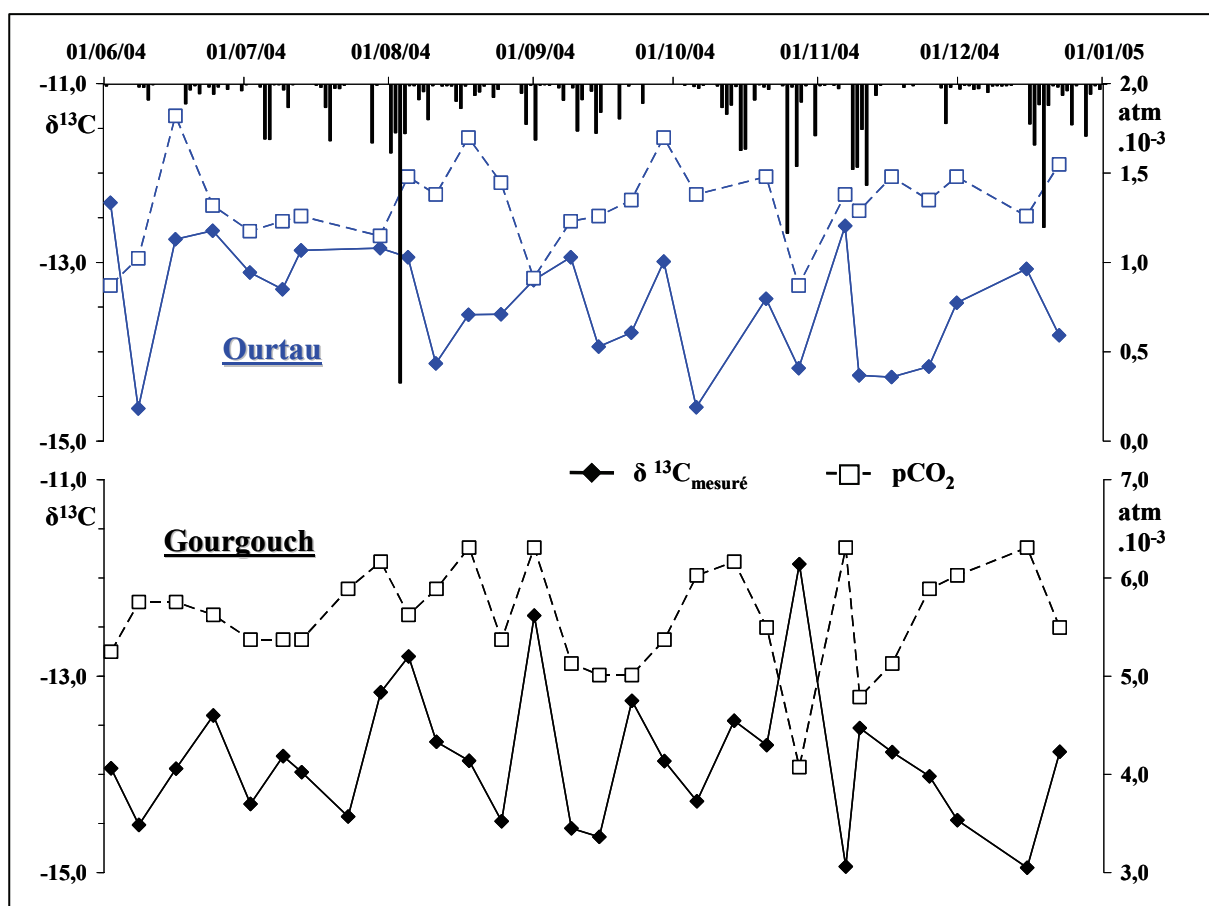 01/06/04 01/07/04 01/08/04 01/09/04 01/10/04 01/11/04 01/12/04 01/01/05
-11,0 2,0
δ¹³C atm
.10⁻³
1,5
-13,0 1,0
Ourtau
0,5
-15,0 0,0
-11,0 δ ¹³C mesuré pCO₂ 7,0
δ¹³C atm
Gourgouch .10⁻³
6,0
-13,0 5,0
4,0
-15,0 3,0